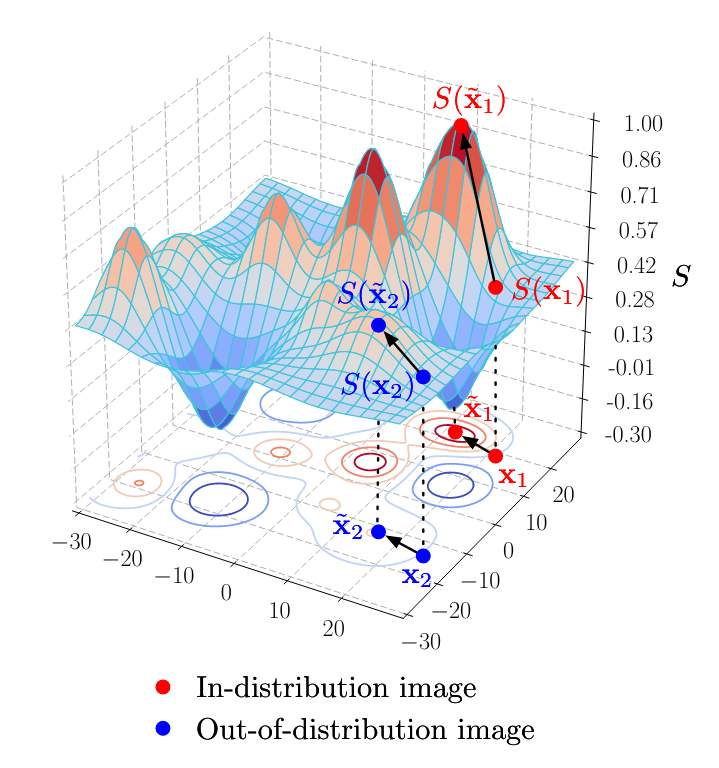 S(x̃₁)
1.00
0.86
0.71
0.57
0.42
S
S(x₁)
S(x̃₂)
0.28
0.13
-0.01
S(x₂)
-0.16
x̃₁
-0.30
x₁
20
x̃₂
10
−30
0
−20
x₂
−10
−10
0
−20
10
20
−30
In-distribution image
Out-of-distribution image